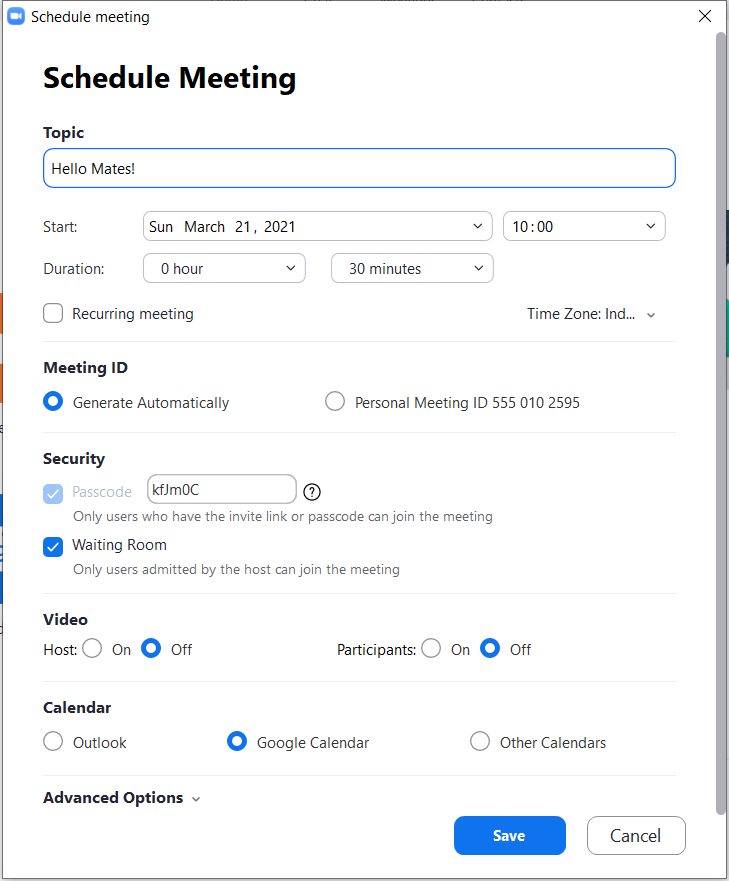 Schedule meeting
Schedule Meeting
Topic
Hello Mates!
Start: Sun March 21, 2021 10:00
Duration: 0 hour 30 minutes
Recurring meeting Time Zone: Ind...
Meeting ID
Generate Automatically Personal Meeting ID 555 010 2595
Security
Passcode kfJm0C ?
Only users who have the invite link or passcode can join the meeting
Waiting Room
Only users admitted by the host can join the meeting
Video
Host: On Off Participants: On Off
Calendar
Outlook Google Calendar Other Calendars
Advanced Options
Save Cancel